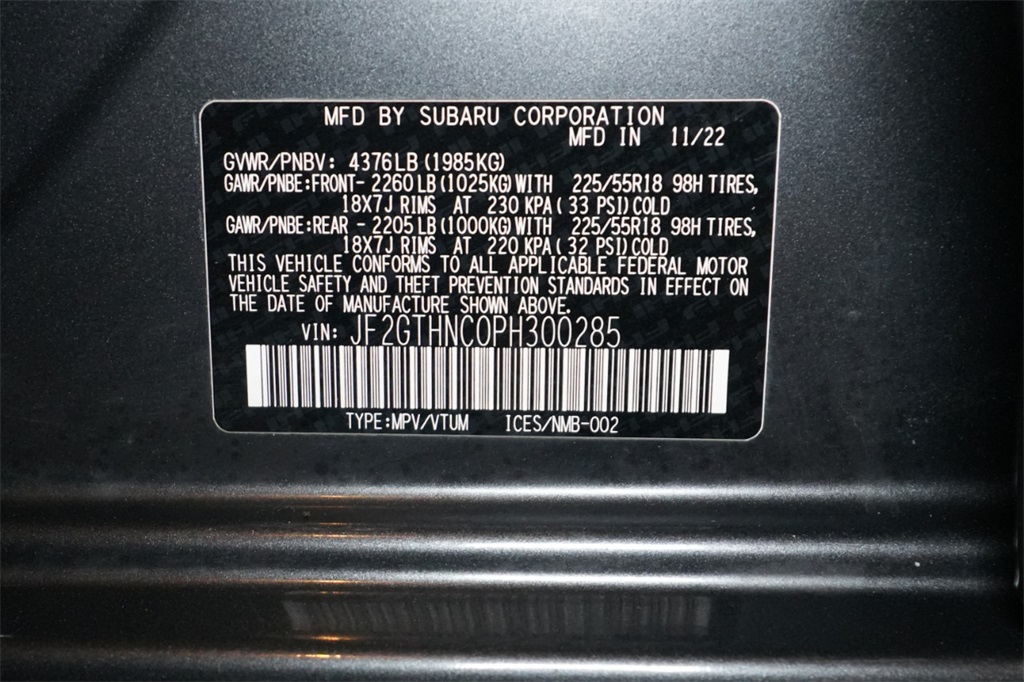 MFD BY SUBARU CORPORATION
MFD IN 11/22
GVWR/PNBV: 4376LB (1985KG)
GAWR/PNBE:FRONT- 2260 LB (1025KG) WITH 225/55R18 98H TIRES,
18X7J RIMS AT 230 KPA ( 33 PSI) COLD
GAWR/PNBE:REAR - 2205 LB (1000KG) WITH 225/55R18 98H TIRES,
18X7J RIMS AT 220 KPA ( 32 PSI) COLD
THIS VEHICLE CONFORMS TO ALL APPLICABLE FEDERAL MOTOR
VEHICLE SAFETY AND THEFT PREVENTION STANDARDS IN EFFECT ON
THE DATE OF MANUFACTURE SHOWN ABOVE.
VIN: JF2GTHNC0PH300285
TYPE:MPV/VTUM ICES/NMB-002